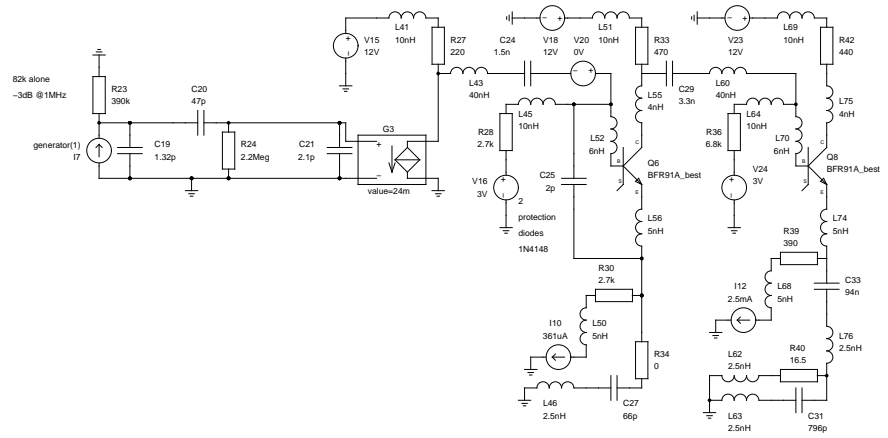 82k alone
−3dB @1MHz
R23
390k
generator(1)
I7
C19
1.32p
C20
47p
R24
2.2Meg
C21
2.1p
G3
+
−
value=24m
V15
12V
+
−
L41
10nH
R27
220
L43
40nH
C24
1.5n
V18
12V
−
+
V20
0V
−
+
L51
10nH
R33
470
L45
10nH
R28
2.7k
V16
3V
+
−
2
protection
diodes
1N4148
C25
2p
L52
6nH
L55
4nH
C
B
S
E
Q6
BFR91A_best
L56
5nH
R30
2.7k
I10
361uA
L50
5nH
R34
0
L46
2.5nH
C27
66p
C29
3.3n
L60
40nH
V23
12V
−
+
L69
10nH
R42
440
L75
4nH
L64
10nH
R36
6.8k
V24
3V
+
−
L70
6nH
C
B
S
E
Q8
BFR91A_best
L74
5nH
R39
390
I12
2.5mA
L68
5nH
C33
94n
L76
2.5nH
L62
2.5nH
R40
16.5
L63
2.5nH
C31
796p